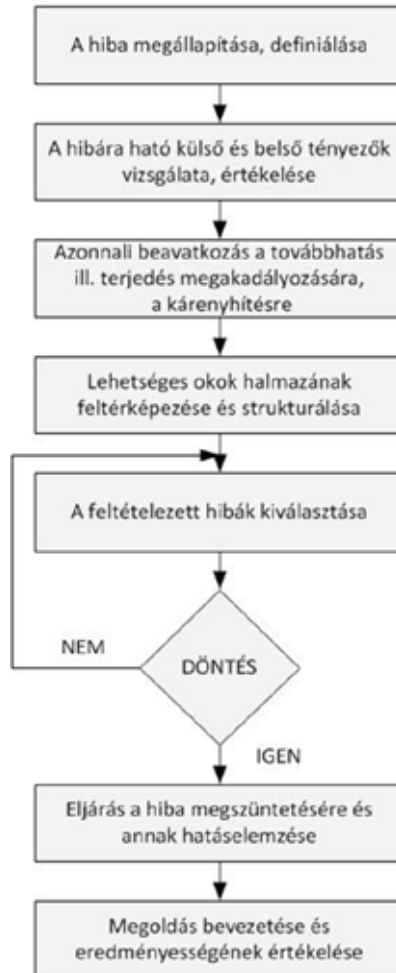 A hiba megállapítása, definiálása
A hibára ható külső és belső tényezők
vizsgálata, értékelése
Azonnali beavatkozás a továbbhatás
ill. terjedés megakadályozására,
a kárenyhítésre
Lehetséges okok halmazának
feltérképezése és strukturálása
A feltételezett hibák kiválasztása
NEM
DÖNTÉS
IGEN
Eljárás a hiba megszüntetésére és
annak hatáselemzése
Megoldás bevezetése és
eredményességének értékelése